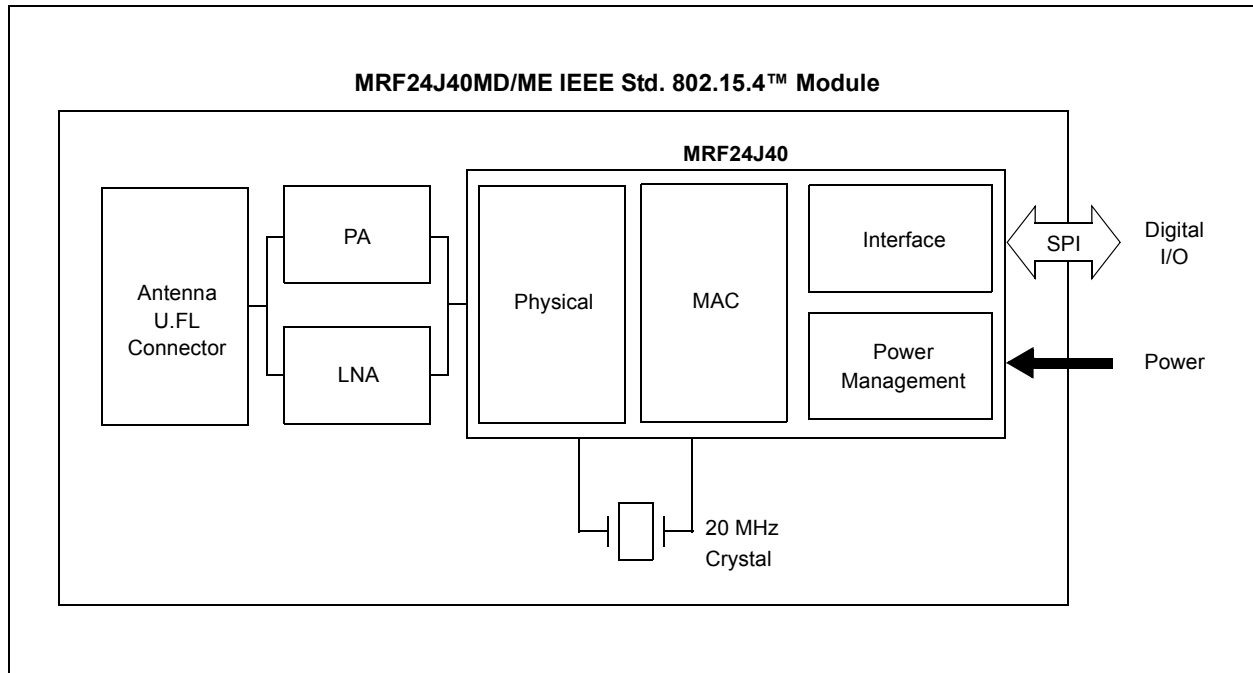 MRF24J40MD/ME IEEE Std. 802.15.4™ Module
MRF24J40
Antenna
U.FL
Connector
PA
LNA
Physical
MAC
Interface
Power
Management
SPI
Digital
I/O
Power
20 MHz
Crystal